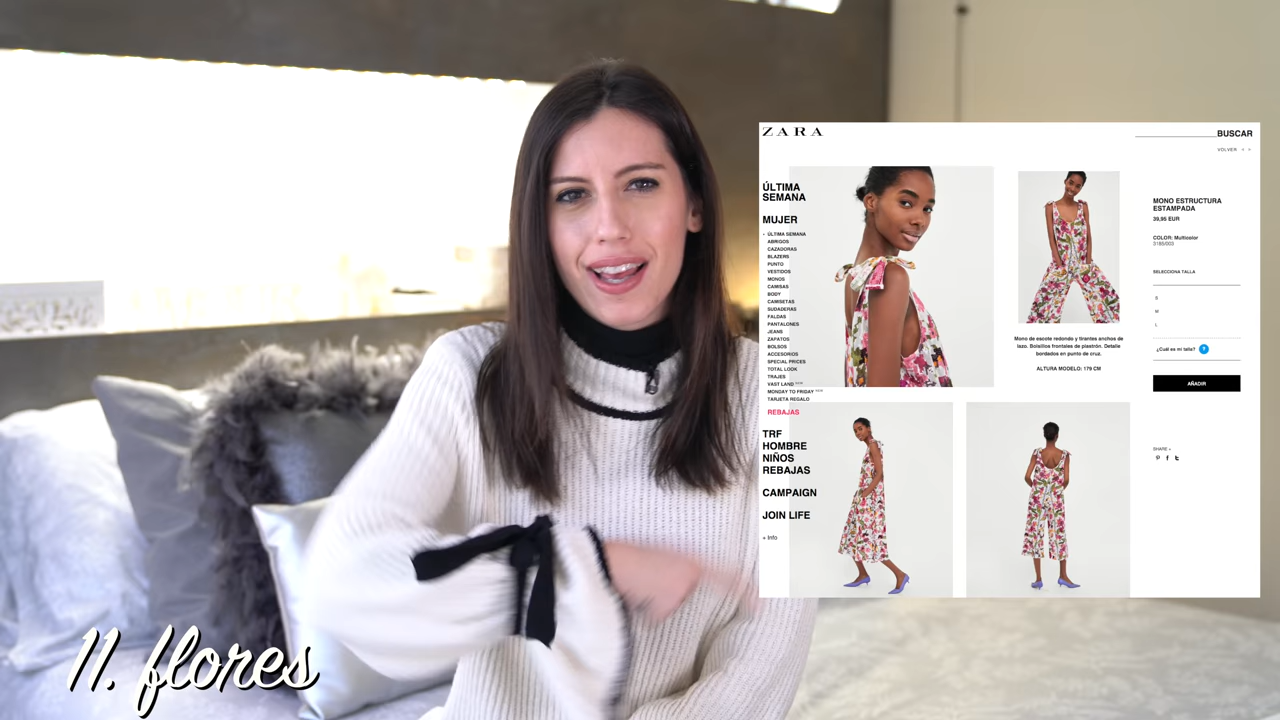 ZARA
BUSCAR
VOLVER < >
ÚLTIMA
SEMANA
MUJER
ÚLTIMA SEMANA
ABRIGOS
CAZADORAS
BLAZERS
PUNTO
VESTIDOS
MONOS
CAMISAS
BODY
CAMISETAS
SUDADERAS
FALDAS
PANTALONES
JEANS
ZAPATOS
BOLSOS
ACCESORIOS
SPECIAL PRICES
TOTAL LOOK
TRAJES
VAST LAND NEW
MONDAY TO FRIDAY NEW
TARJETA REGALO
REBAJAS
TRF
HOMBRE
NIÑOS
REBAJAS
CAMPAIGN
JOIN LIFE
+ Info
Mono de escote redondo y tirantes anchos de
lazo. Bolsillos frontales de plastrón. Detalle
bordados en punto de cruz.
ALTURA MODELO: 179 CM
MONO ESTRUCTURA
ESTAMPADA
39,95 EUR
COLOR: Multicolor
3185/003
SELECCIONA TALLA
S
M
L
¿Cuál es mi talla? ?
AÑADIR
SHARE +
11. flores